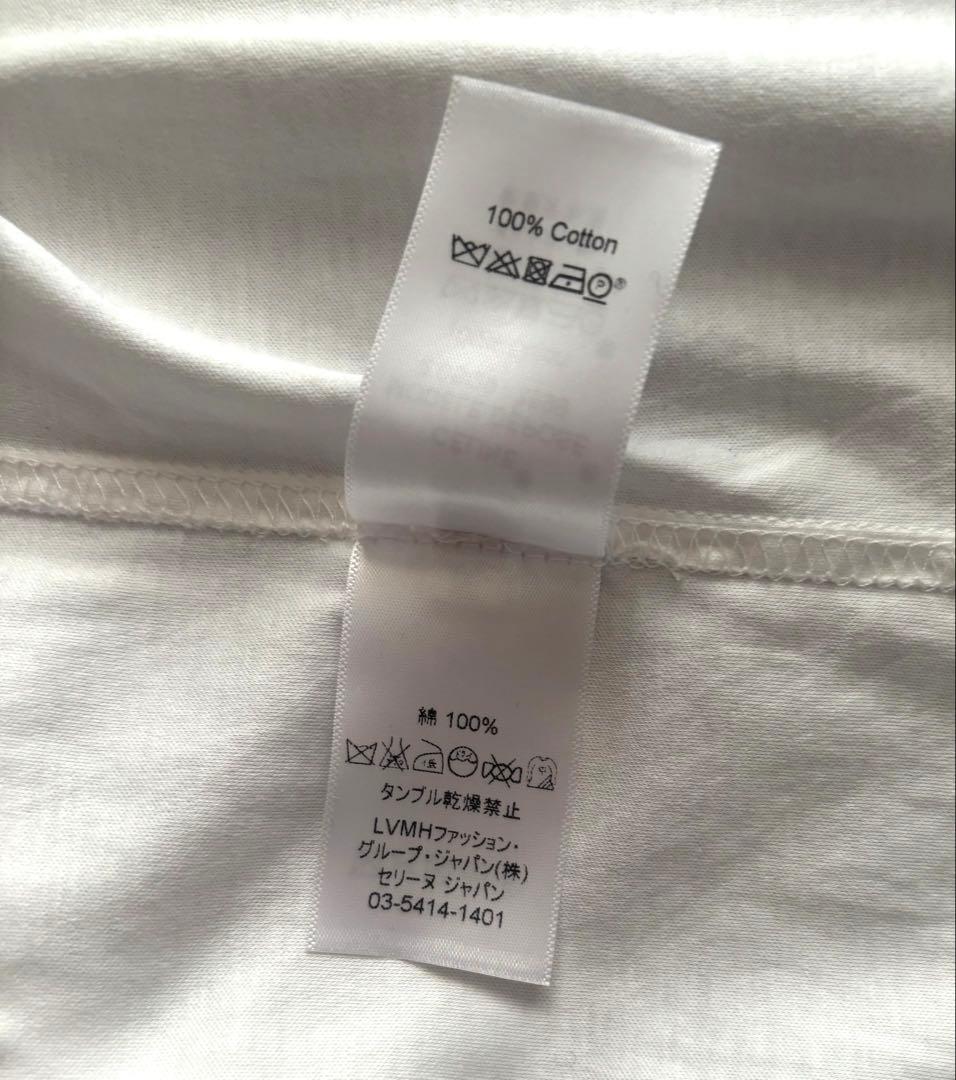 100% Cotton
P®
綿 100%
タンブル乾燥禁止
LVMHファッション・
グループ・ジャパン(株)
セリーヌ ジャパン
03-5414-1401